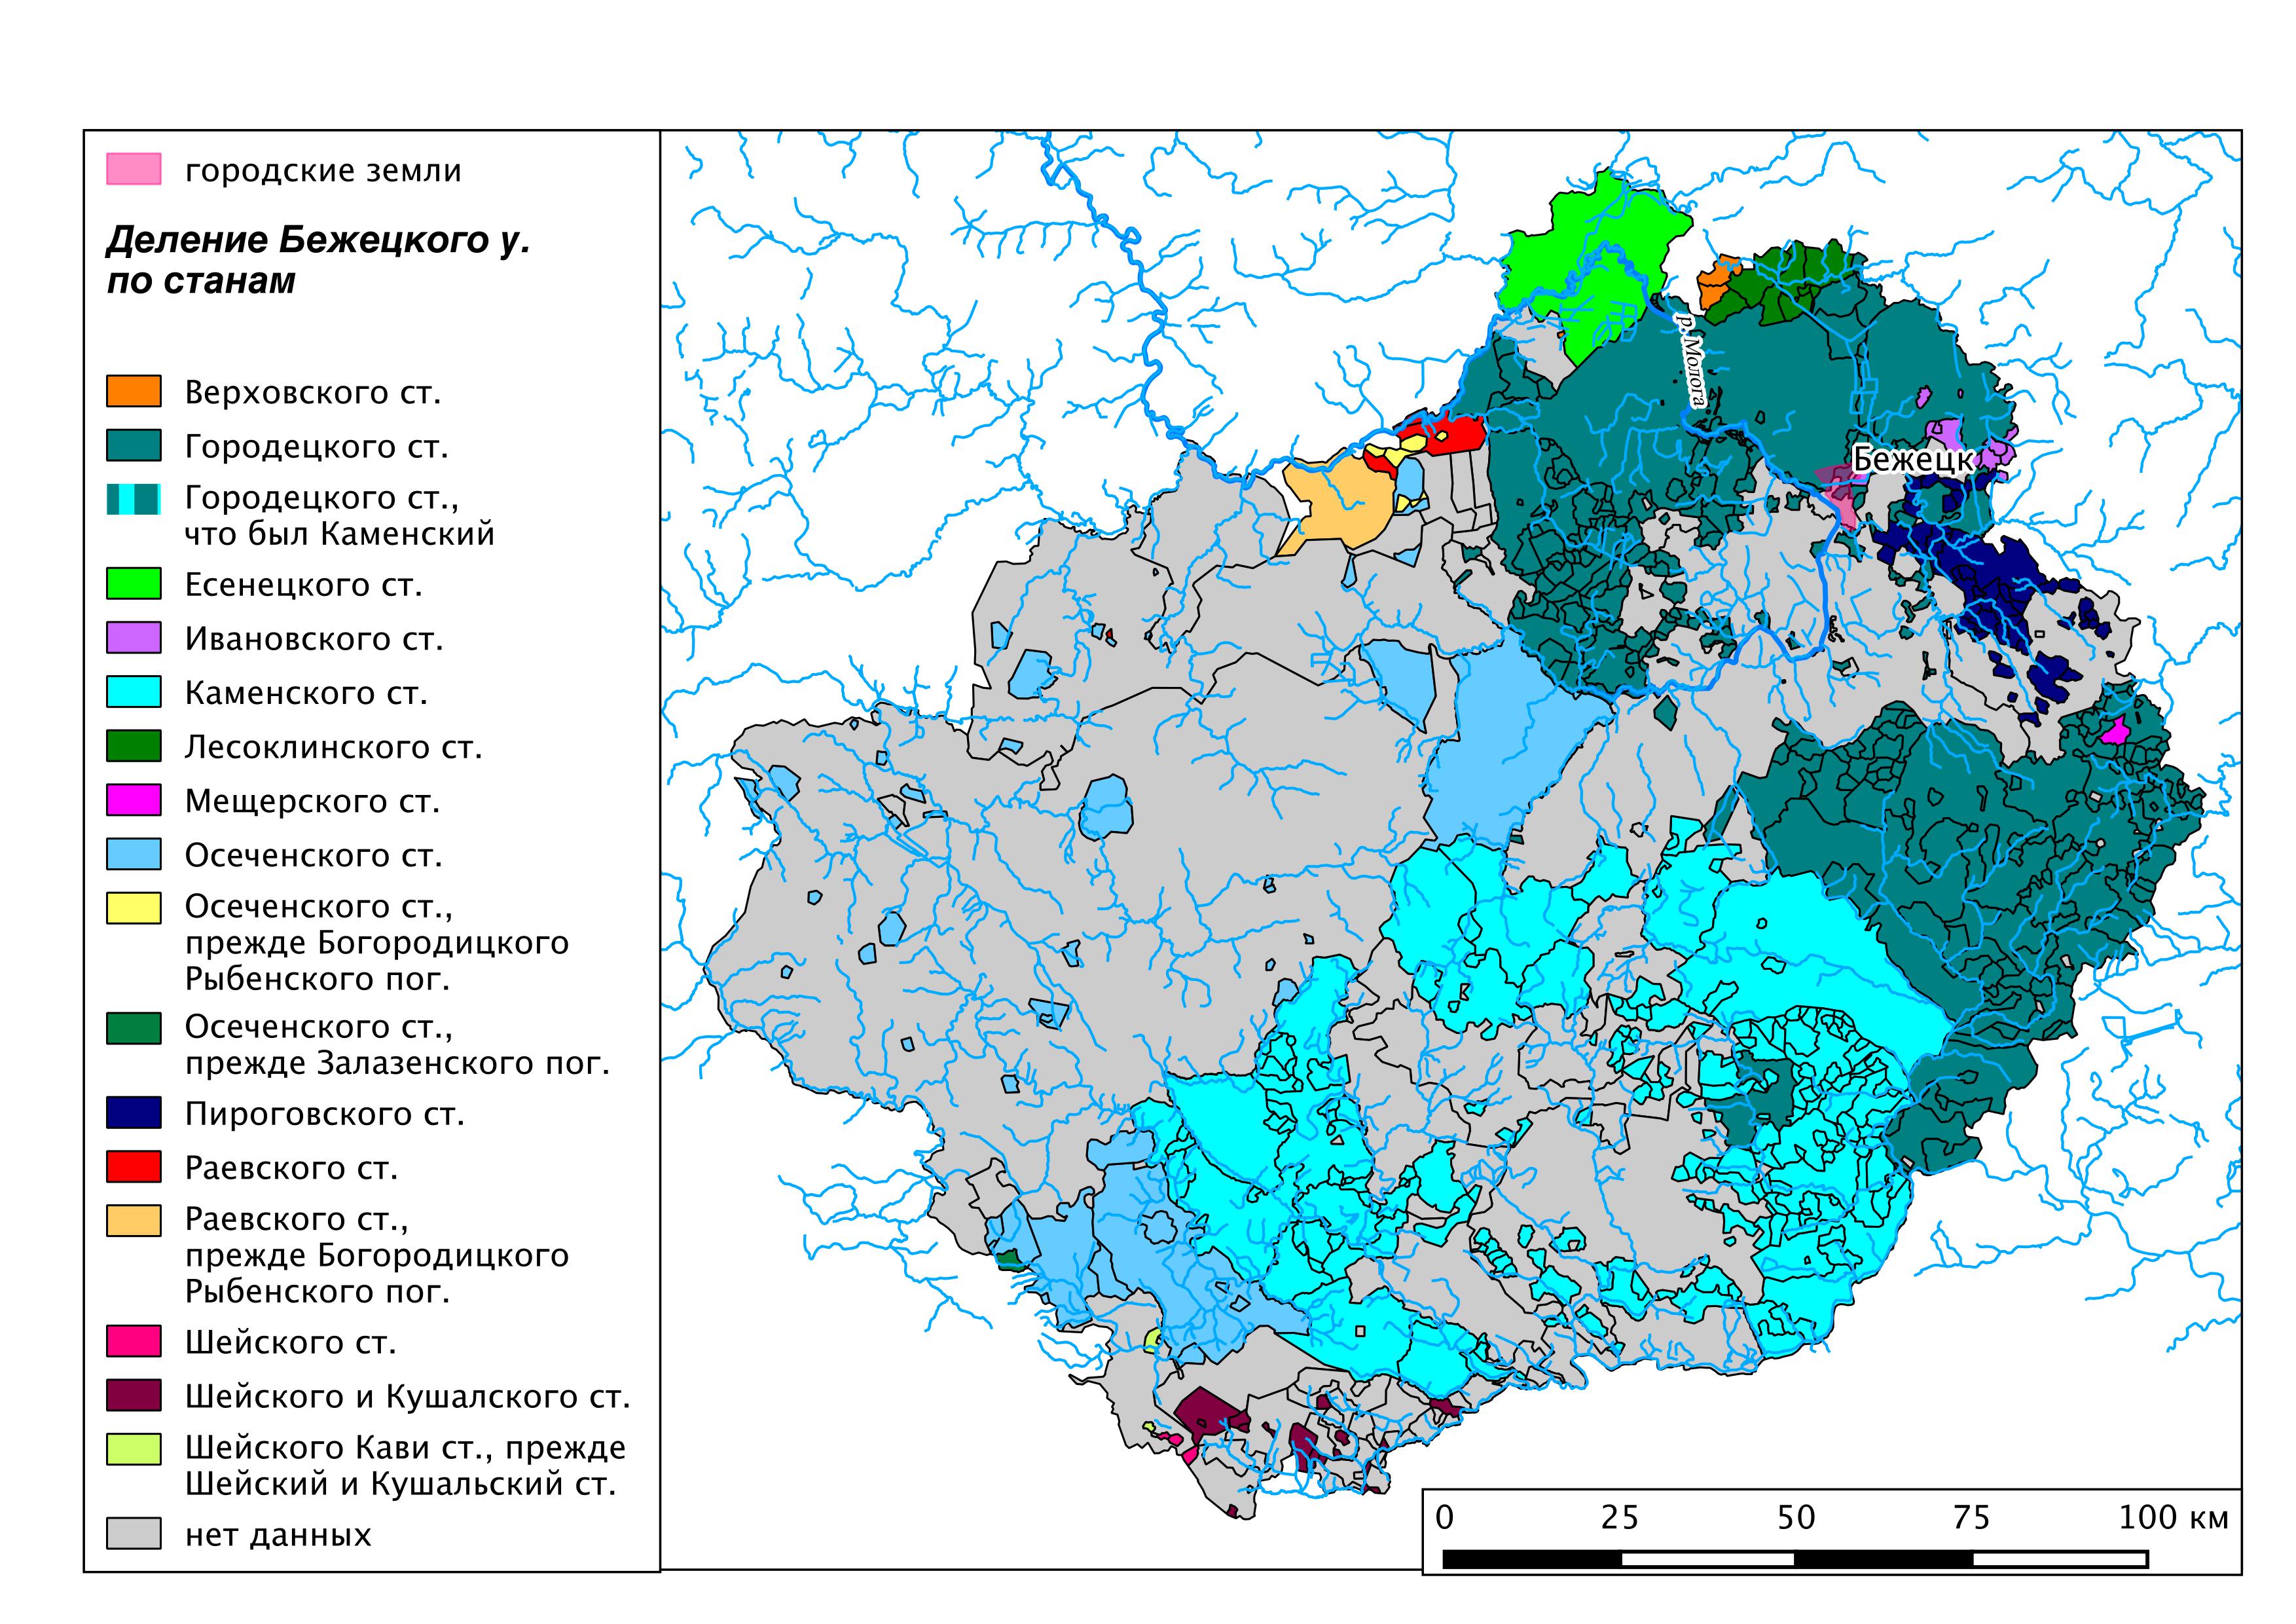 городские земли
Деление Бежецкого у.
по станам
Верховского ст.
Городецкого ст.
Городецкого ст.,
что был Каменский
Есенецкого ст.
Ивановского ст.
Каменского ст.
Лесоклинского ст.
Мещерского ст.
Осеченского ст.
Осеченского ст.,
прежде Богородицкого
Рыбенского пог.
Осеченского ст.,
прежде Залазенского пог.
Пироговского ст.
Раевского ст.
Раевского ст.,
прежде Богородицкого
Рыбенского пог.
Шейского ст.
Шейского и Кушалского ст.
Шейского Кави ст., прежде
Шейский и Кушальский ст.
нет данных
р. Молога
Бежецк
0 25 50 75 100 км